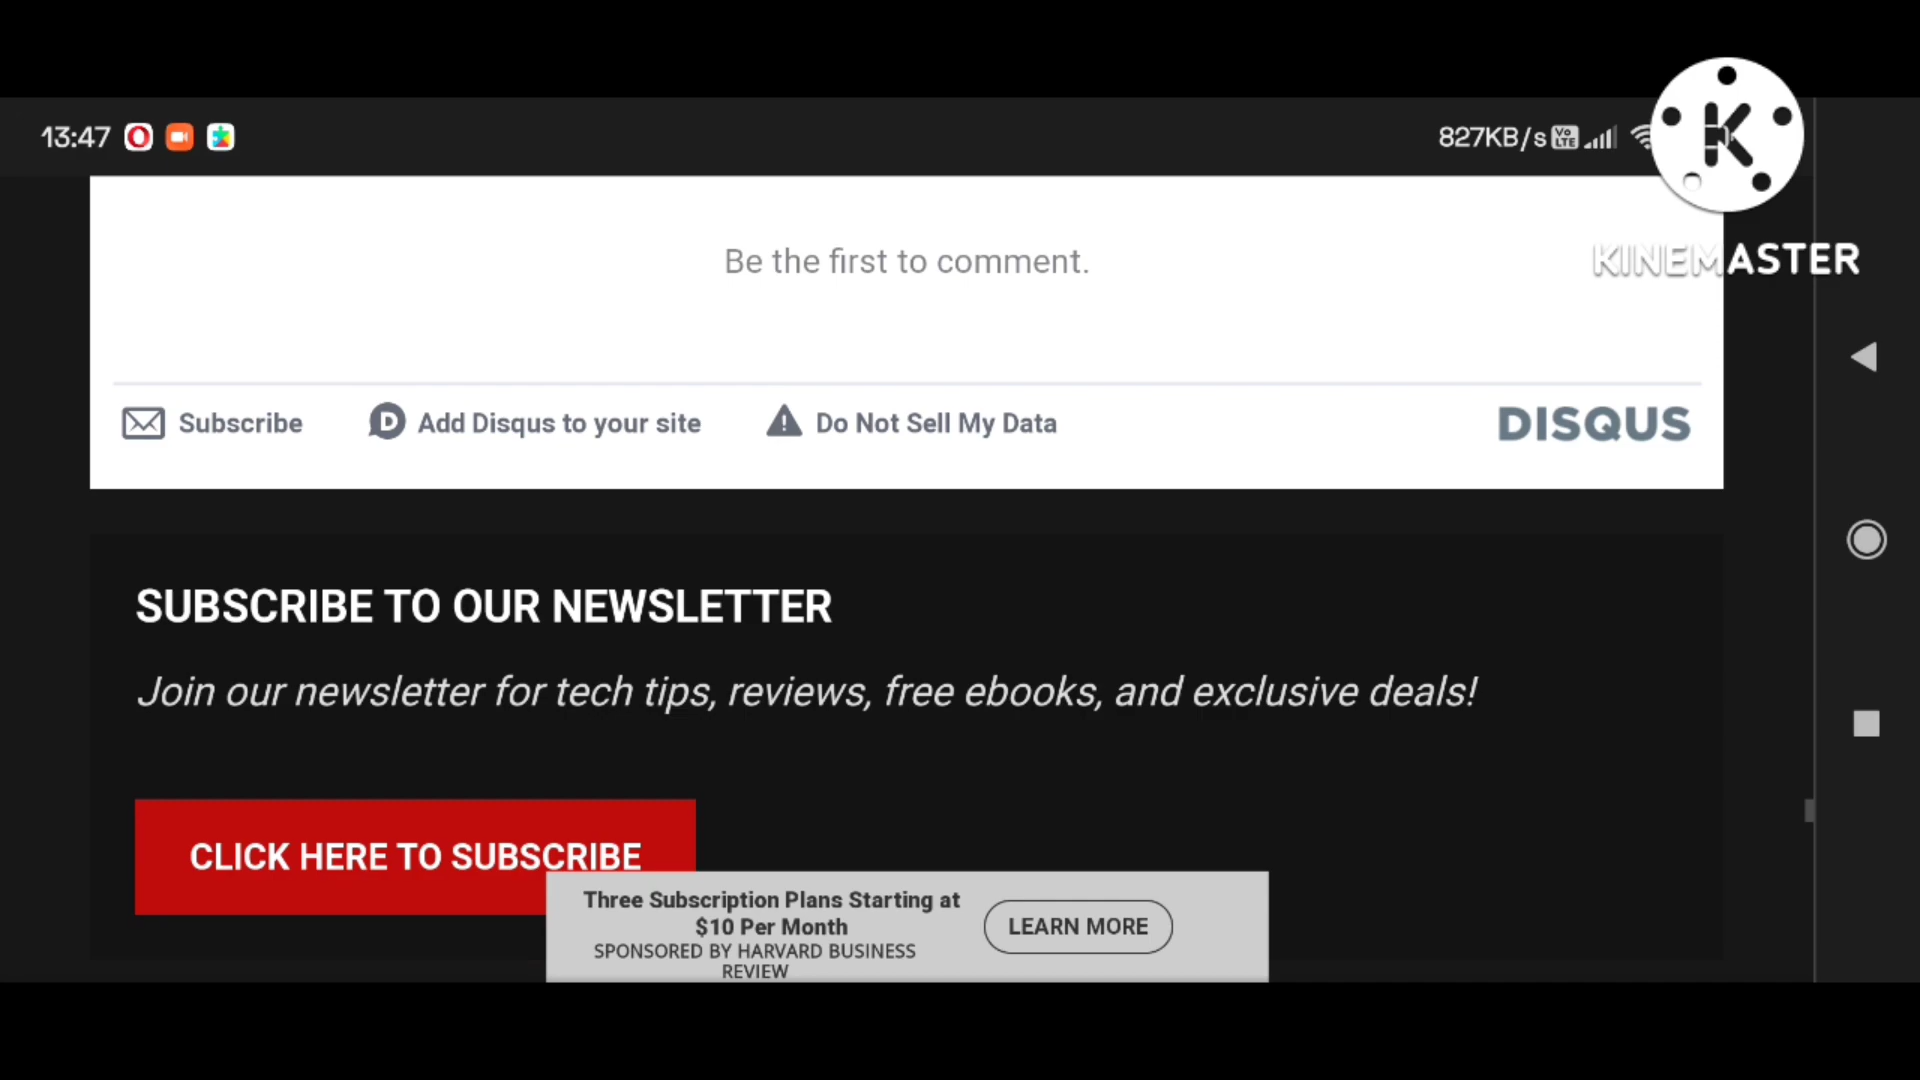 13:47
827KB/s Vo LTE
K
KINEMASTER
Be the first to comment.
Subscribe
D Add Disqus to your site
Do Not Sell My Data
DISQUS
SUBSCRIBE TO OUR NEWSLETTER
Join our newsletter for tech tips, reviews, free ebooks, and exclusive deals!
CLICK HERE TO SUBSCRIBE
Three Subscription Plans Starting at
$10 Per Month
SPONSORED BY HARVARD BUSINESS
REVIEW
LEARN MORE